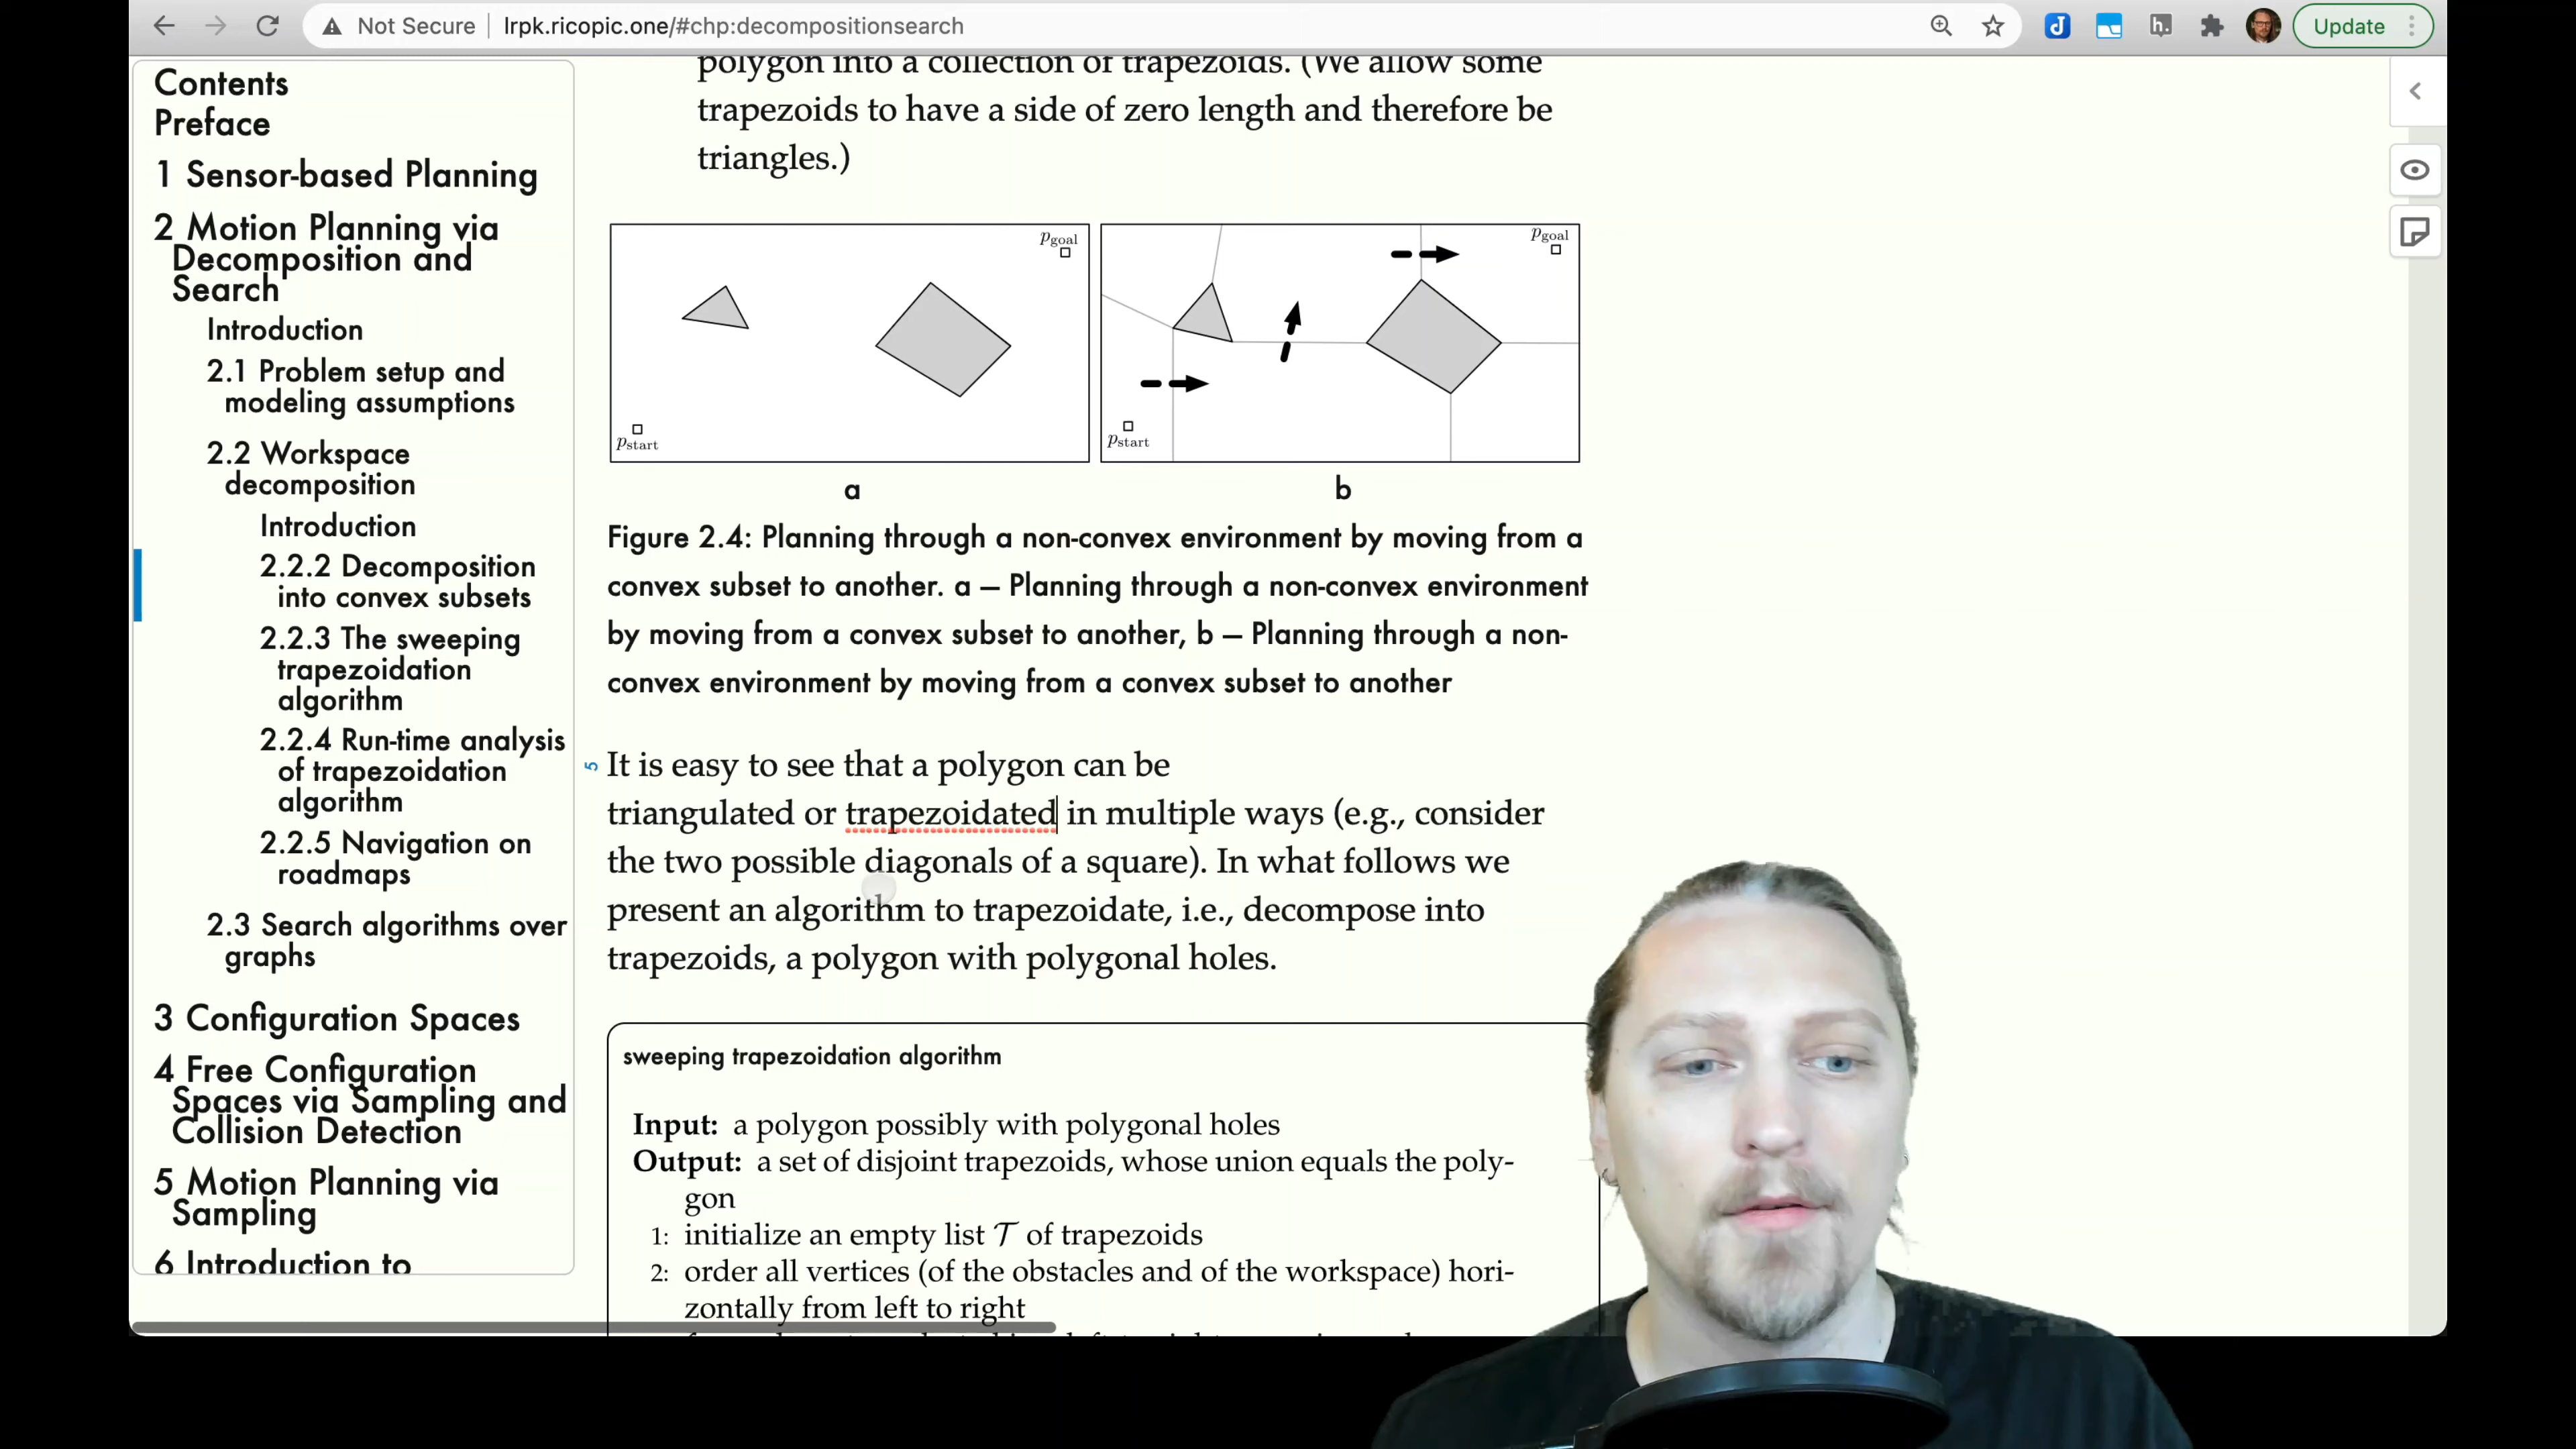 Not Secure
lrpk.ricopic.one/#chp:decompositionsearch
Update
Contents
Preface
1 Sensor-based Planning
2 Motion Planning via
Decomposition and
Search
Introduction
2.1 Problem setup and
modeling assumptions
2.2 Workspace
decomposition
Introduction
2.2.2 Decomposition
into convex subsets
2.2.3 The sweeping
trapezoidation
algorithm
2.2.4 Run-time analysis
of trapezoidation
algorithm
2.2.5 Navigation on
roadmaps
2.3 Search algorithms over
graphs
3 Configuration Spaces
4 Free Configuration
Spaces via Sampling and
Collision Detection
5 Motion Planning via
Sampling
6 Introduction to
polygon into a collection of trapezoids. (We allow some
trapezoids to have a side of zero length and therefore be
triangles.)
pgoal
pstart
pgoal
pstart
a
b
Figure 2.4: Planning through a non-convex environment by moving from a
convex subset to another. a — Planning through a non-convex environment
by moving from a convex subset to another, b — Planning through a non-
convex environment by moving from a convex subset to another
5
It is easy to see that a polygon can be
triangulated or trapezoidated in multiple ways (e.g., consider
the two possible diagonals of a square). In what follows we
present an algorithm to trapezoidate, i.e., decompose into
trapezoids, a polygon with polygonal holes.
sweeping trapezoidation algorithm
Input: a polygon possibly with polygonal holes
Output: a set of disjoint trapezoids, whose union equals the poly-
gon
1: initialize an empty list 𝒯 of trapezoids
2: order all vertices (of the obstacles and of the workspace) hori-
zontally from left to right